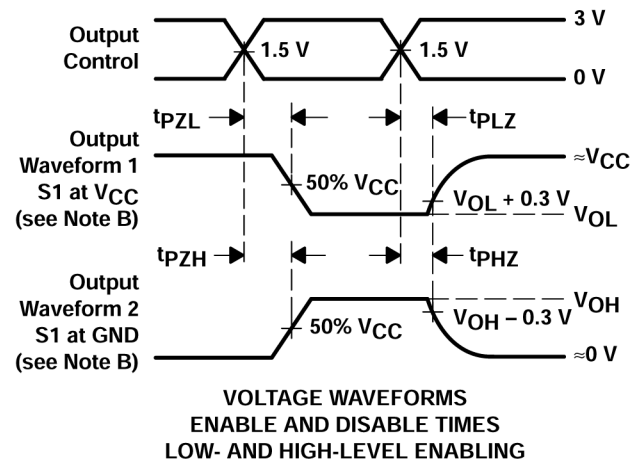 Output
Control
1.5 V
1.5 V
3 V
0 V
tPZL
tPLZ
Output
Waveform 1
S1 at VCC
(see Note B)
50% VCC
≈VCC
VOL + 0.3 V
VOL
tPZH
tPHZ
Output
Waveform 2
S1 at GND
(see Note B)
50% VCC
VOH
VOH – 0.3 V
≈0 V
VOLTAGE WAVEFORMS
ENABLE AND DISABLE TIMES
LOW- AND HIGH-LEVEL ENABLING